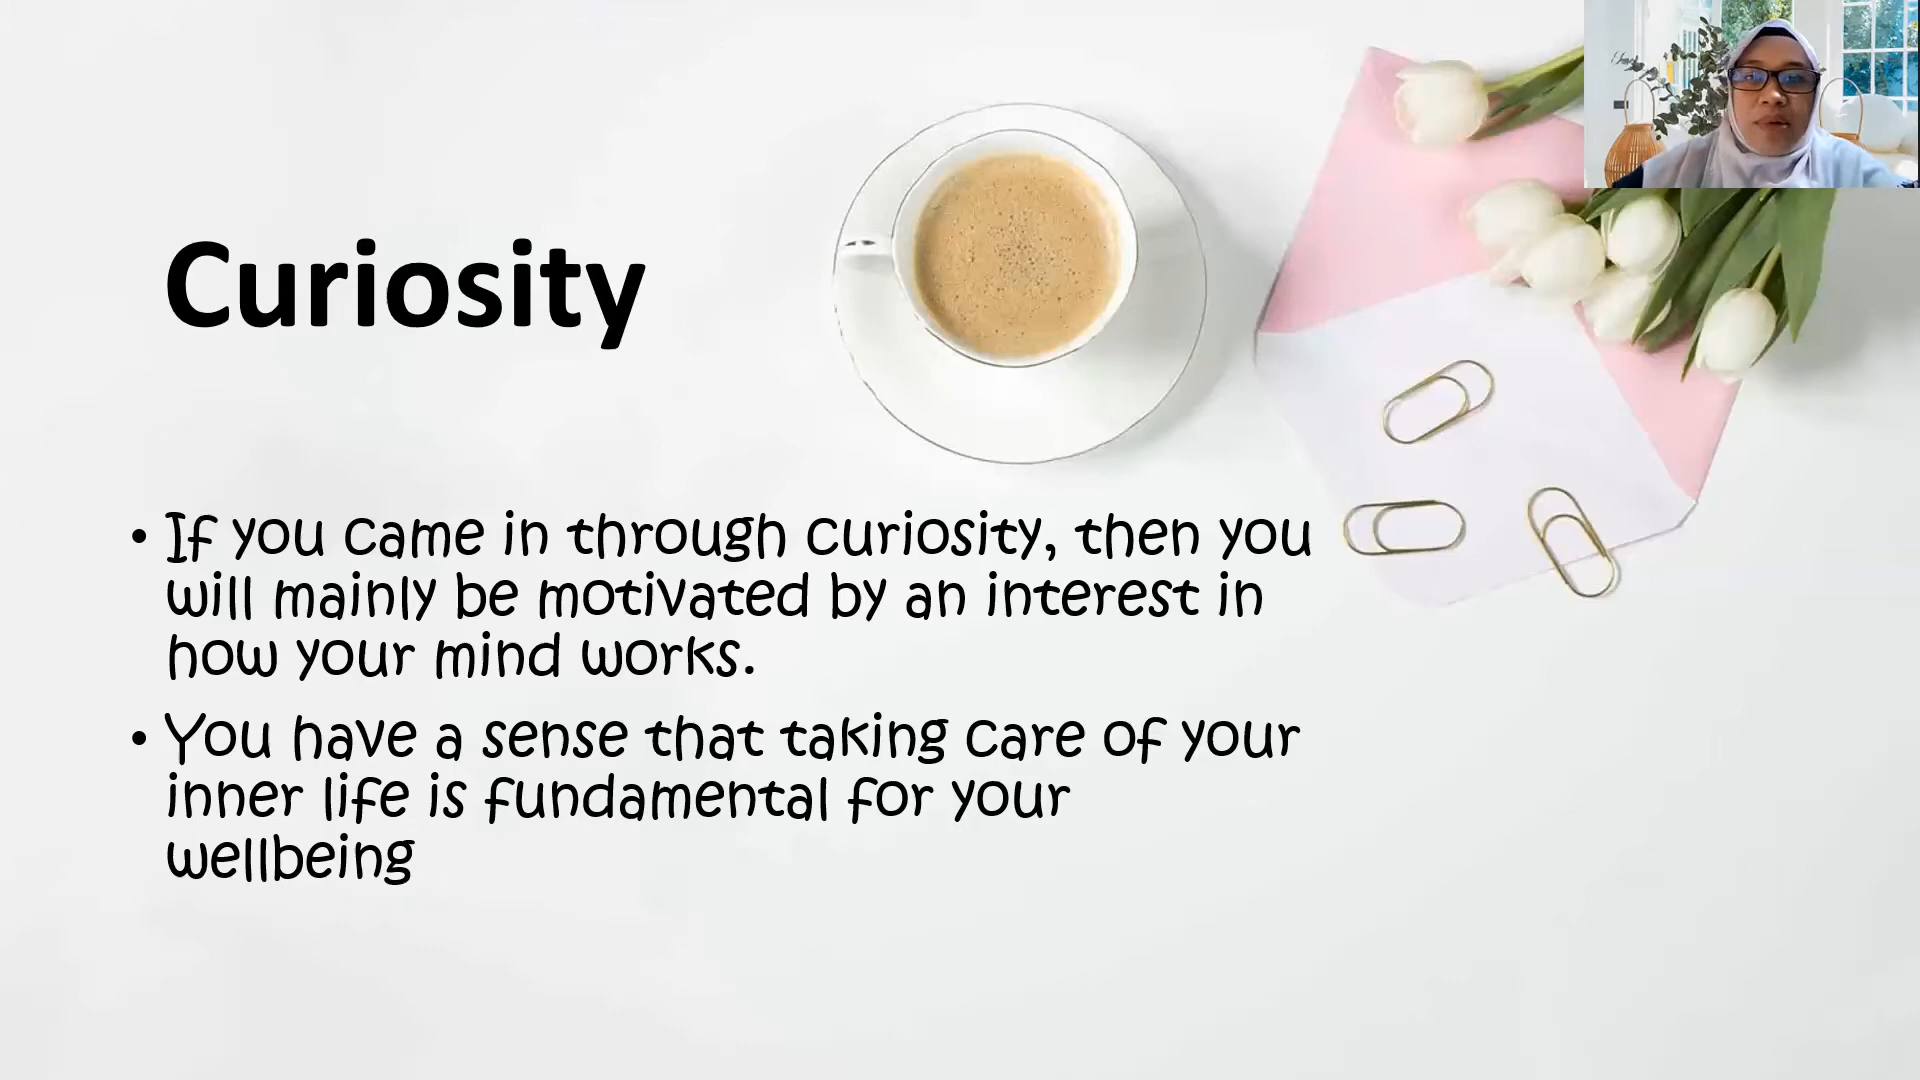 Curiosity
• If you came in through curiosity, then you
will mainly be motivated by an interest in
how your mind works.
• You have a sense that taking care of your
inner life is fundamental for your
wellbeing